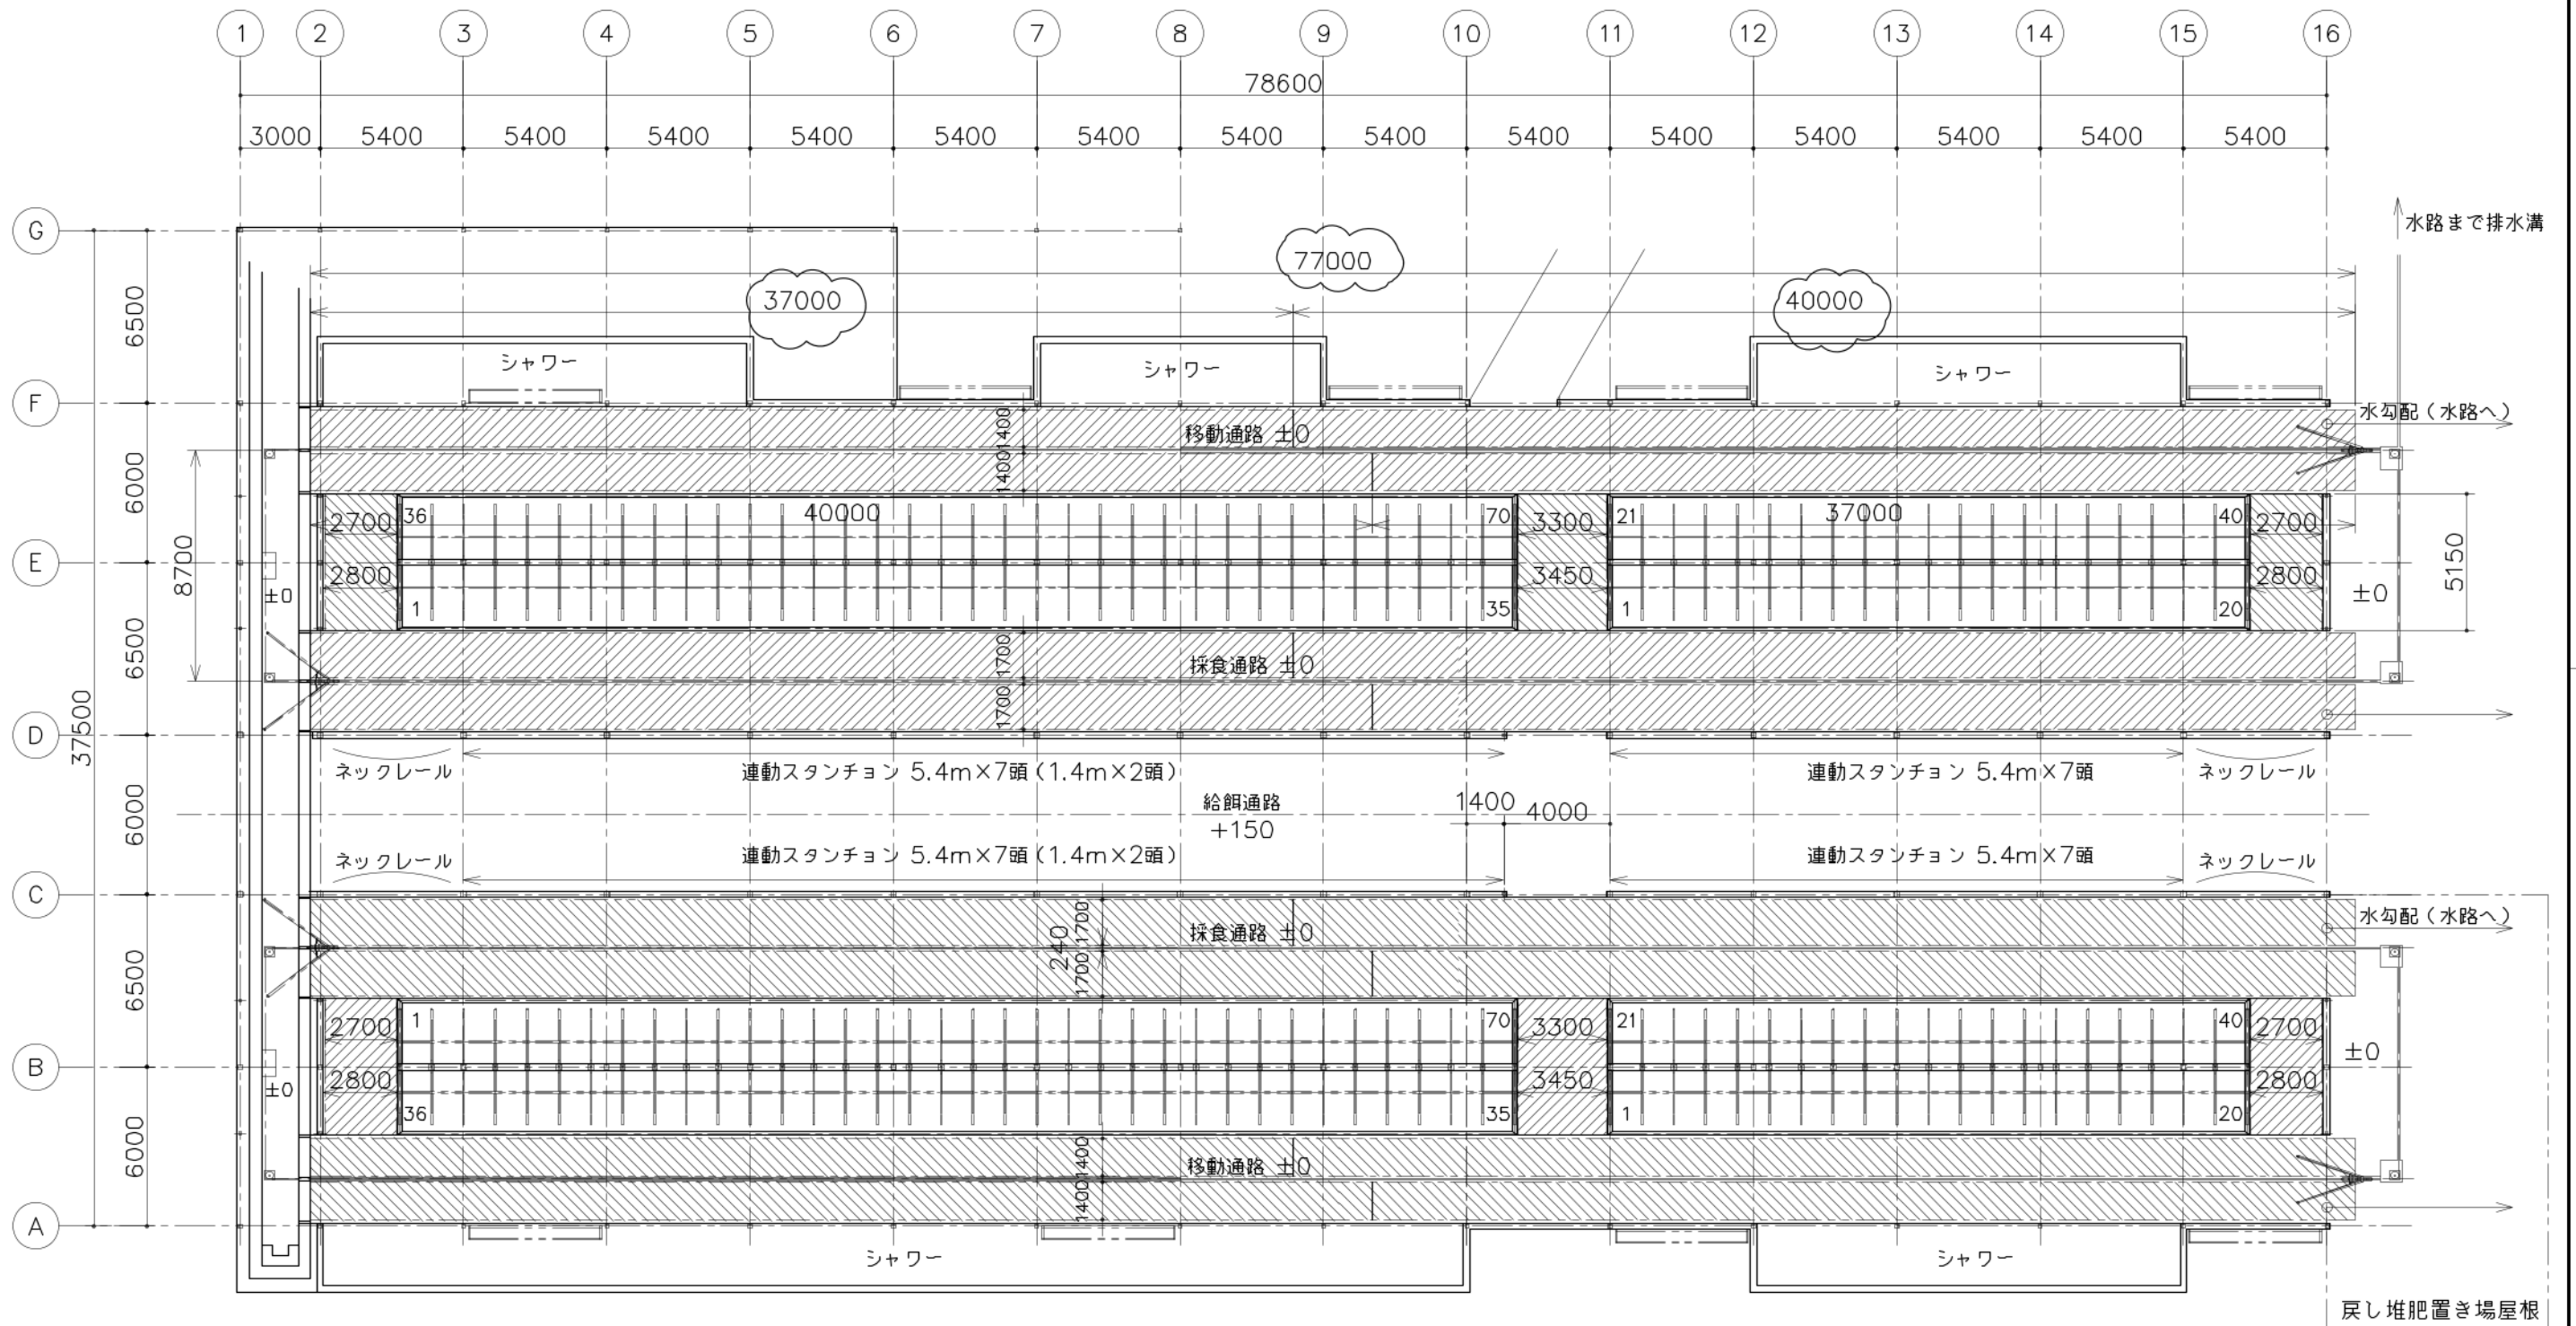 1 2 3 4 5 6 7 8 9 10 11 12 13 14 15 16
78600
3000 5400 5400 5400 5400 5400 5400 5400 5400 5400 5400 5400 5400 5400 5400
G
水路まで排水溝
77000
37000 40000
6500
シャワー シャワー シャワー
F
水勾配（水路へ）
1400 移動通路 ±0
6000
1400
36 40000 70 21 37000 40
2700 3300 2700
E
8700
2800 3450 2800
5150
±0 ±0
1 35 1 20
6500
1700 採食通路 ±0
1700
D
37500
ネックレール 連動スタンチョン 5.4m×7頭（1.4m×2頭） 連動スタンチョン 5.4m×7頭 ネックレール
6000
給餌通路
+150
1400 4000
ネックレール 連動スタンチョン 5.4m×7頭（1.4m×2頭） 連動スタンチョン 5.4m×7頭 ネックレール
C
水勾配（水路へ）
1700 採食通路 ±0
240
1700
6500
1 70 21 40
2700 3300 2700
B
±0
2800 3450 2800
±0
36 35 1 20
6000
1400 移動通路 ±0
1400
A
シャワー シャワー
戻し堆肥置き場屋根